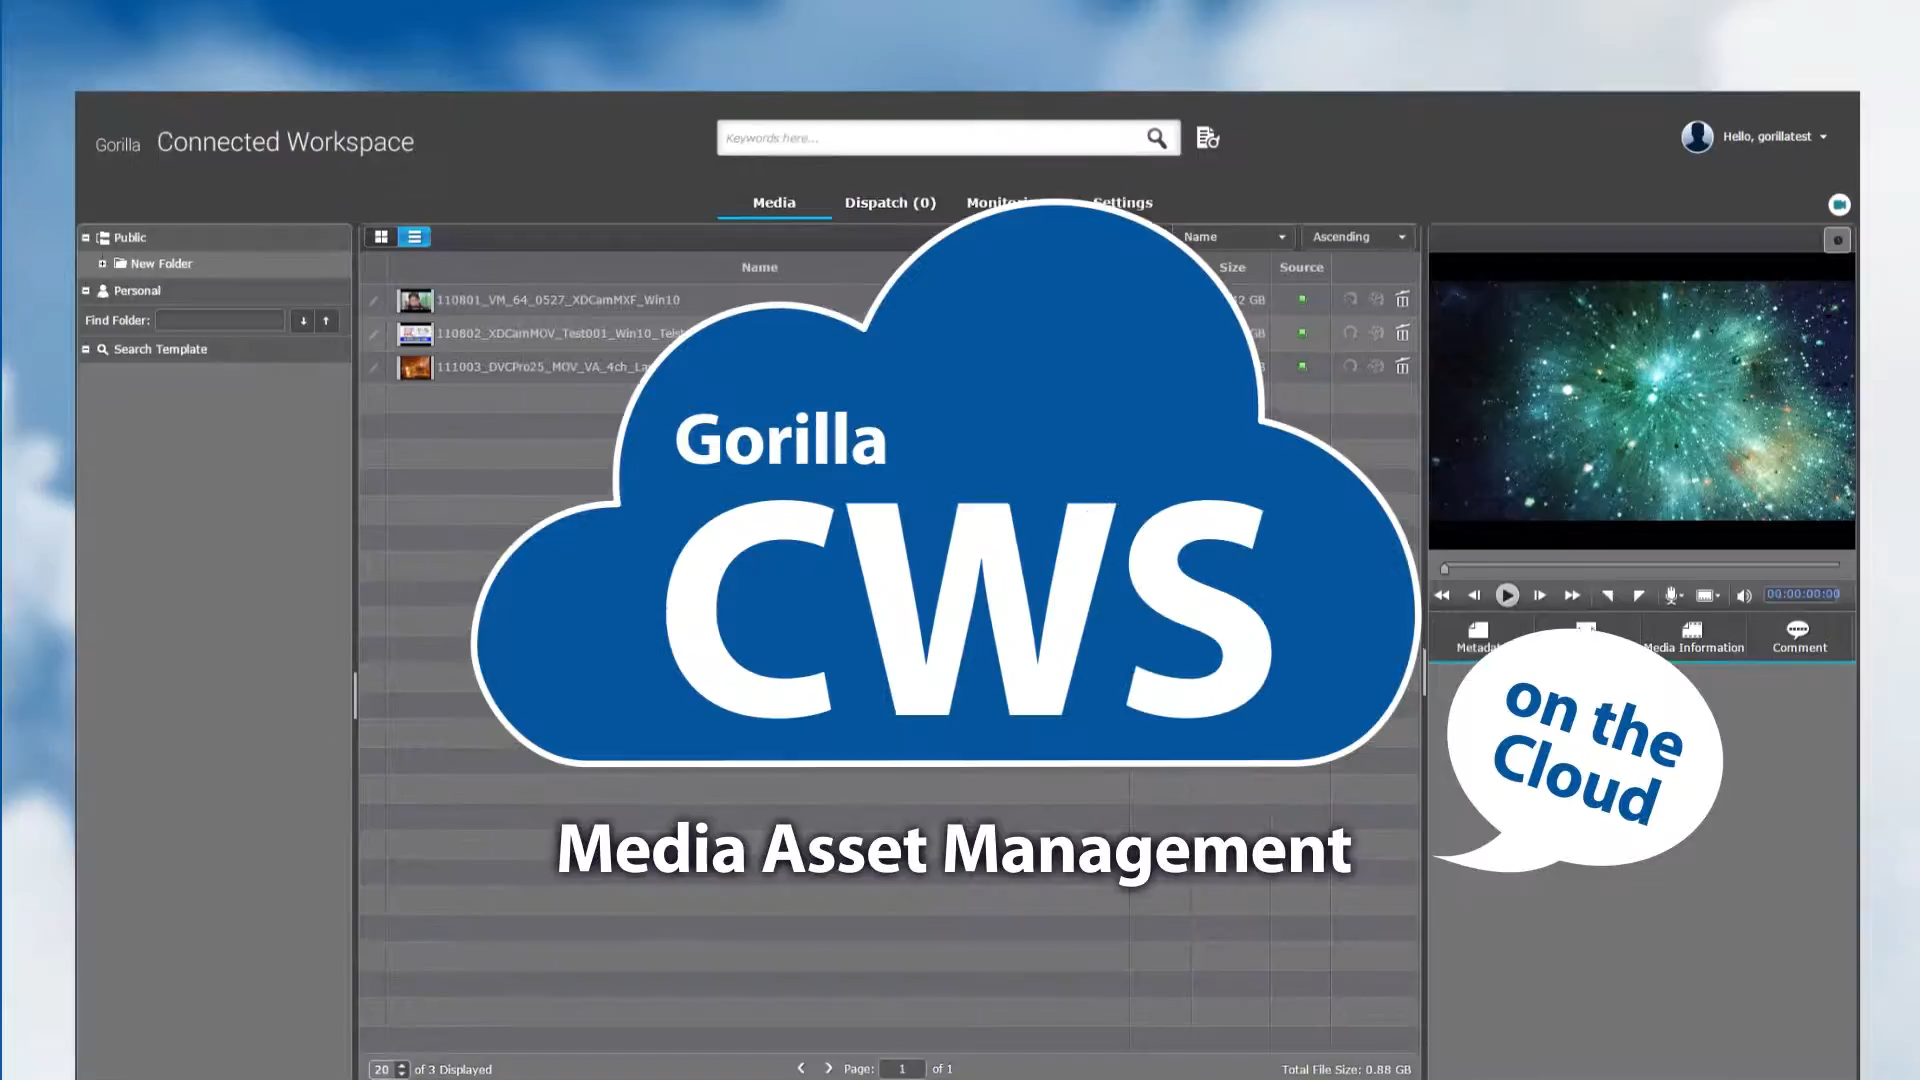 Gorilla Connected Workspace
Keywords here...
Hello, gorillatest
Media Dispatch (0) Settings
Public
New Folder
Personal
Find Folder:
Search Template
Name Ascending
Name Size Source
110801_VM_64_0527_XDCamMXF_Win10 GB
GB
00:00:00:00
Media Information Comment
Gorilla
CWS
on the
Cloud
Media Asset Management
20 of 3 Displayed Page: 1 of 1 Total File Size: 0.88 GB